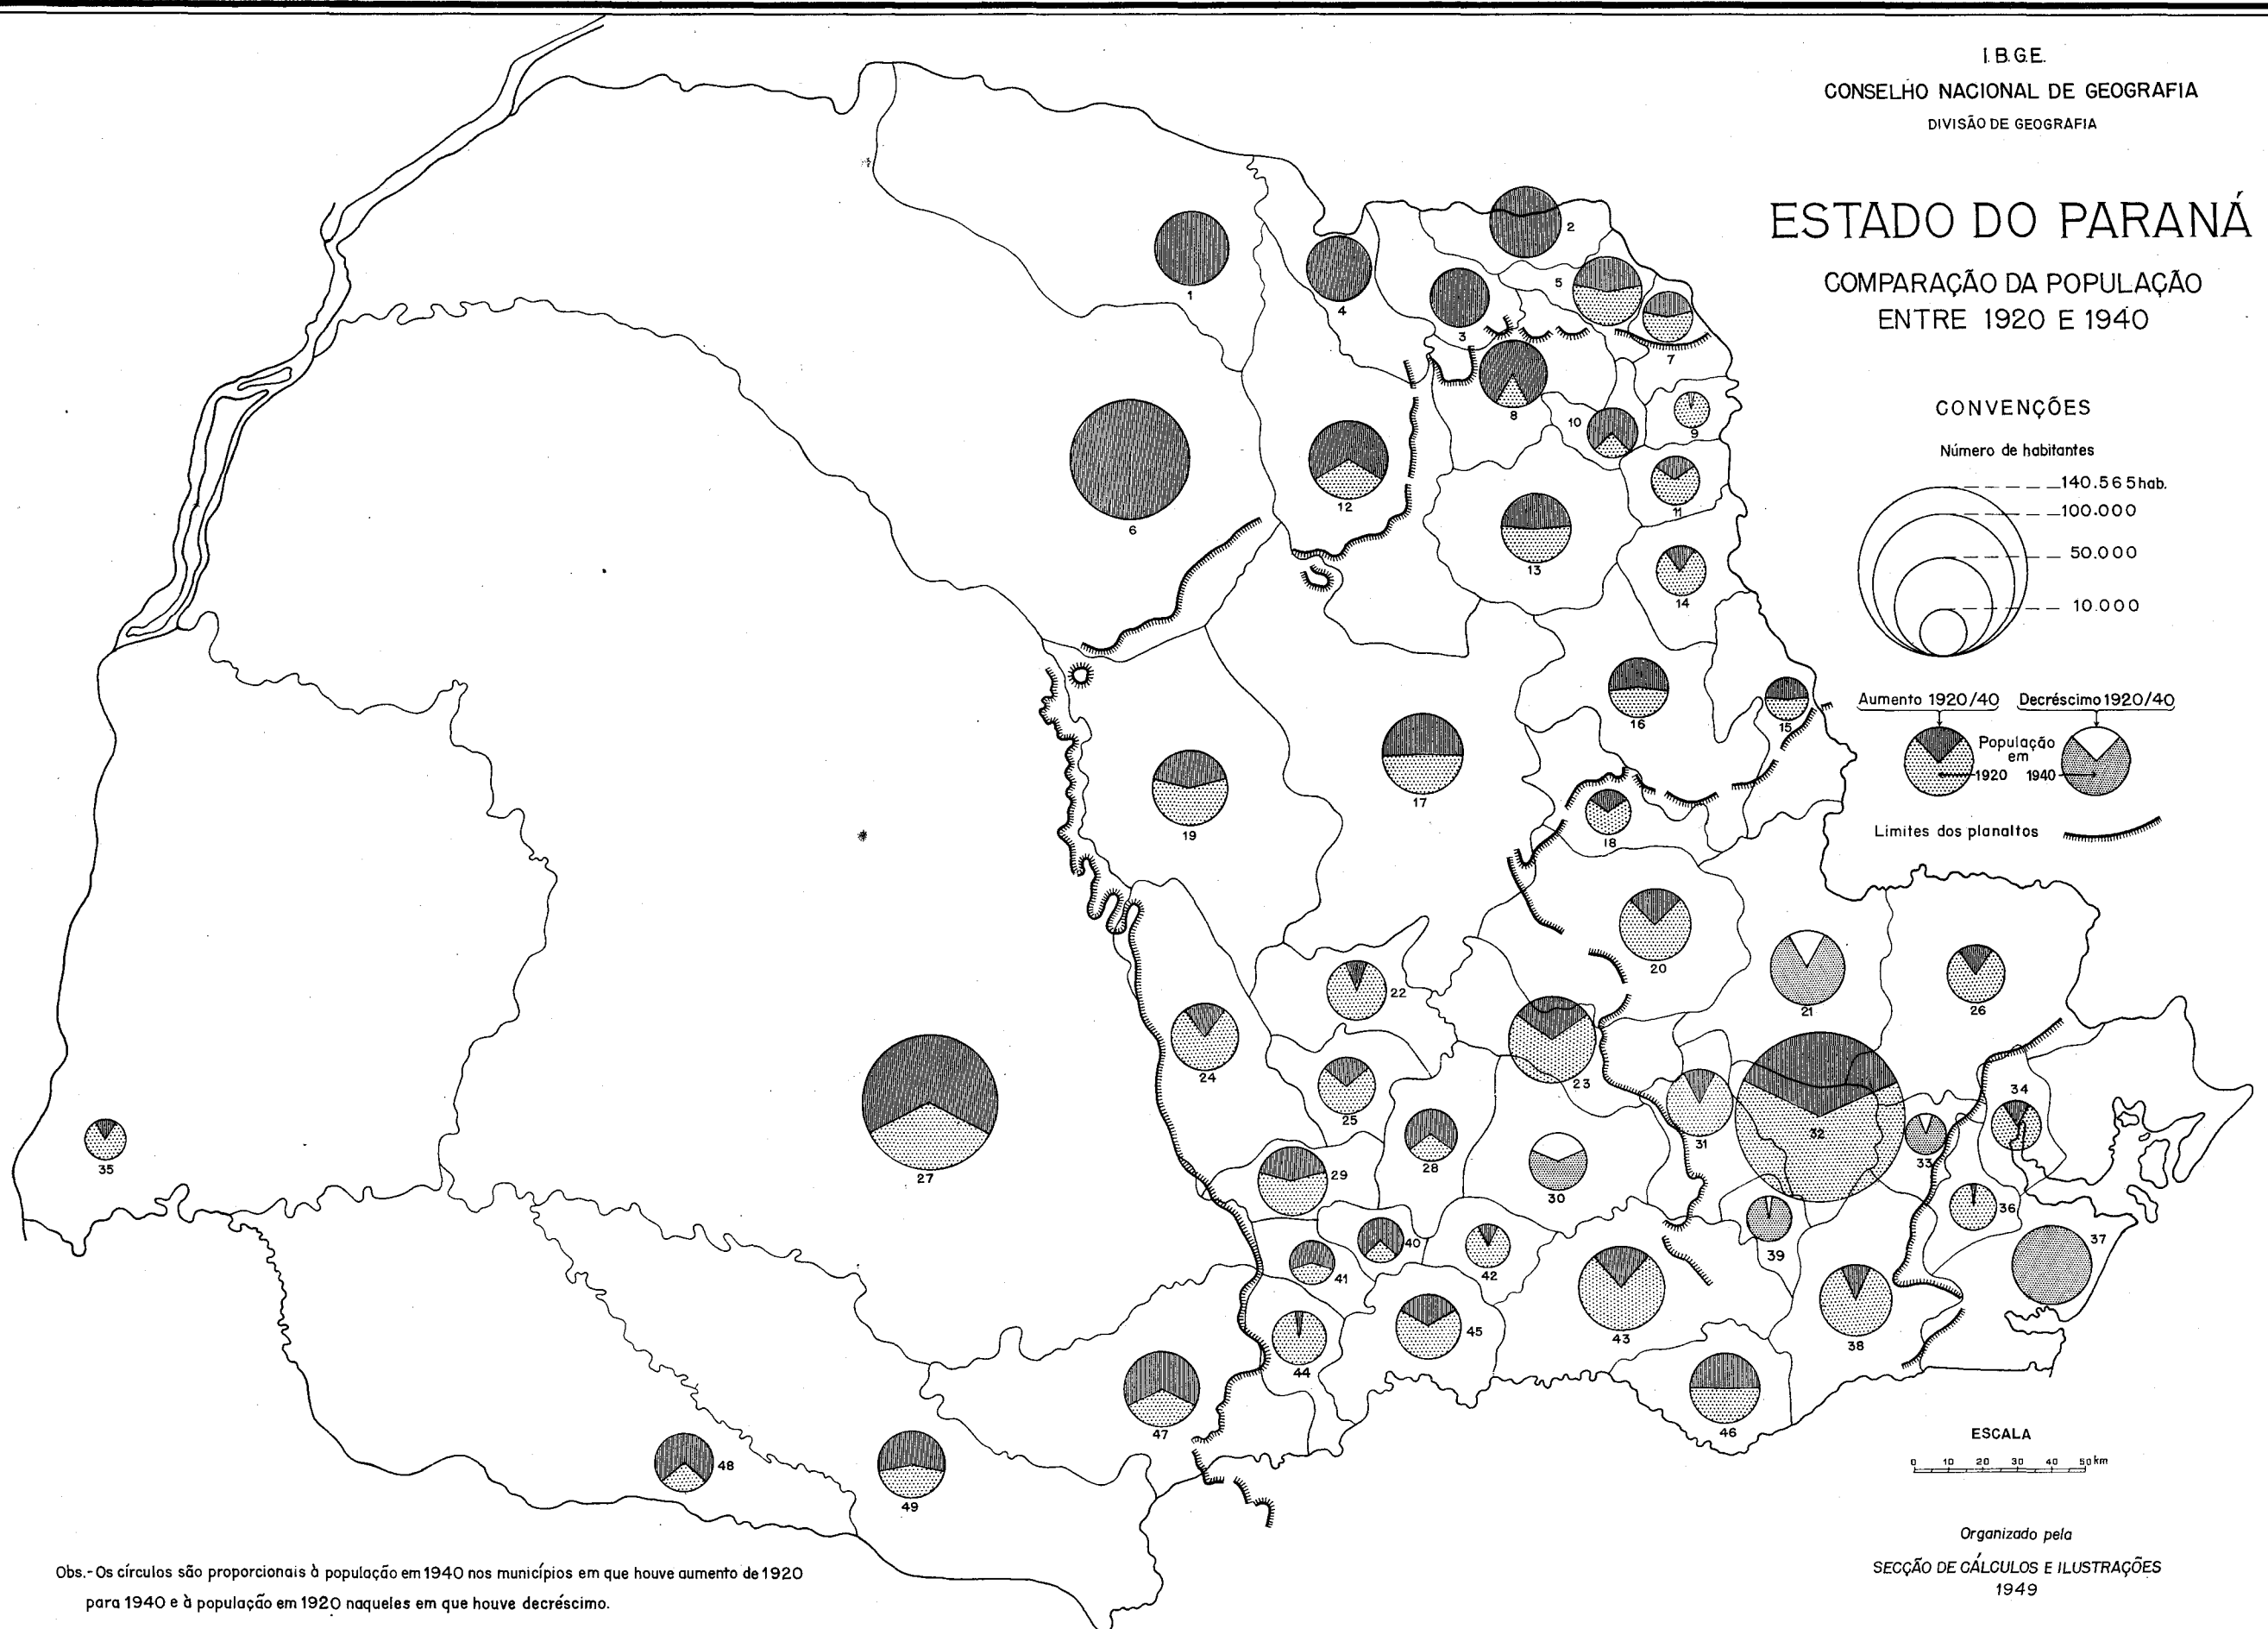 I.B.G.E.
CONSELHO NACIONAL DE GEOGRAFIA
DIVISÃO DE GEOGRAFIA
ESTADO DO PARANÁ
COMPARAÇÃO DA POPULAÇÃO
ENTRE 1920 E 1940
CONVENÇÕES
Número de habitantes
140.565 hab.
100.000
50.000
10.000
Aumento 1920/40 Decréscimo 1920/40
População
em
1920 1940
Limites dos planaltos
1
2
3
4
5
6
7
8
9
10
11
12
13
14
15
16
17
18
19
20
21
22
23
24
25
26
27
28
29
30
31
32
33
34
35
36
37
38
39
40
41
42
43
44
45
46
47
48
49
ESCALA
0 10 20 30 40 50 km
Organizado pela
SECÇÃO DE CÁLCULOS E ILUSTRAÇÕES
1949
Obs.-Os círculos são proporcionais à população em 1940 nos municípios em que houve aumento de 1920
para 1940 e à população em 1920 naqueles em que houve decréscimo.